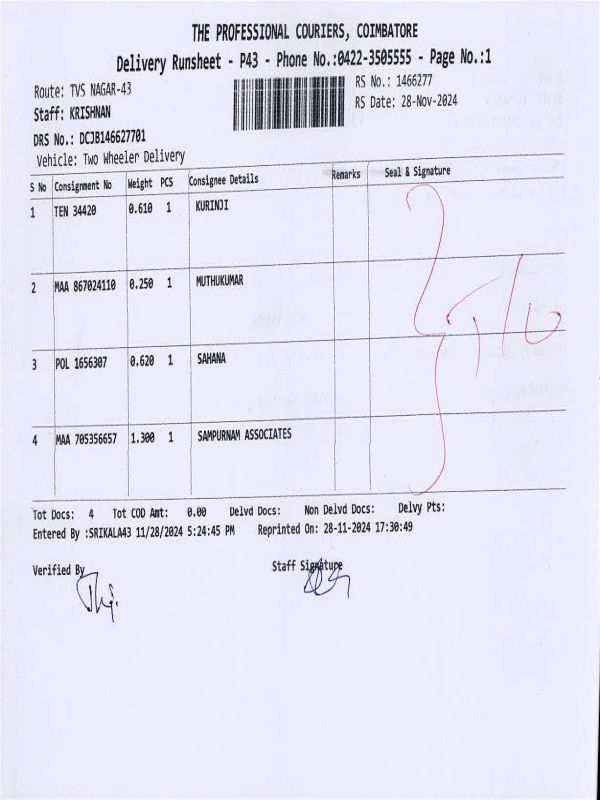 THE PROFESSIONAL COURIERS, COIMBATORE
Delivery Runsheet - P43 - Phone No.:0422-3505555 - Page No.:1
Route: TVS NAGAR-43
RS No.: 1466277
Staff: KRISHNAN
RS Date: 28-Nov-2024
DRS No.: DCJB146627701
Vehicle: Two Wheeler Delivery
S No Consignment No Weight PCS Consignee Details Remarks Seal & Signature
1 TEN 34420 0.610 1 KURINJI
2 MAA 867024110 0.250 1 MUTHUKUMAR
3 POL 1656307 0.620 1 SAHANA
4 MAA 705356657 1.300 1 SAMPURNAM ASSOCIATES
Tot Docs: 4 Tot COD Amt: 0.00 Delvd Docs: Non Delvd Docs: Delvy Pts:
Entered By :SRIKALA43 11/28/2024 5:24:45 PM Reprinted On: 28-11-2024 17:30:49
Verified By Staff Signature